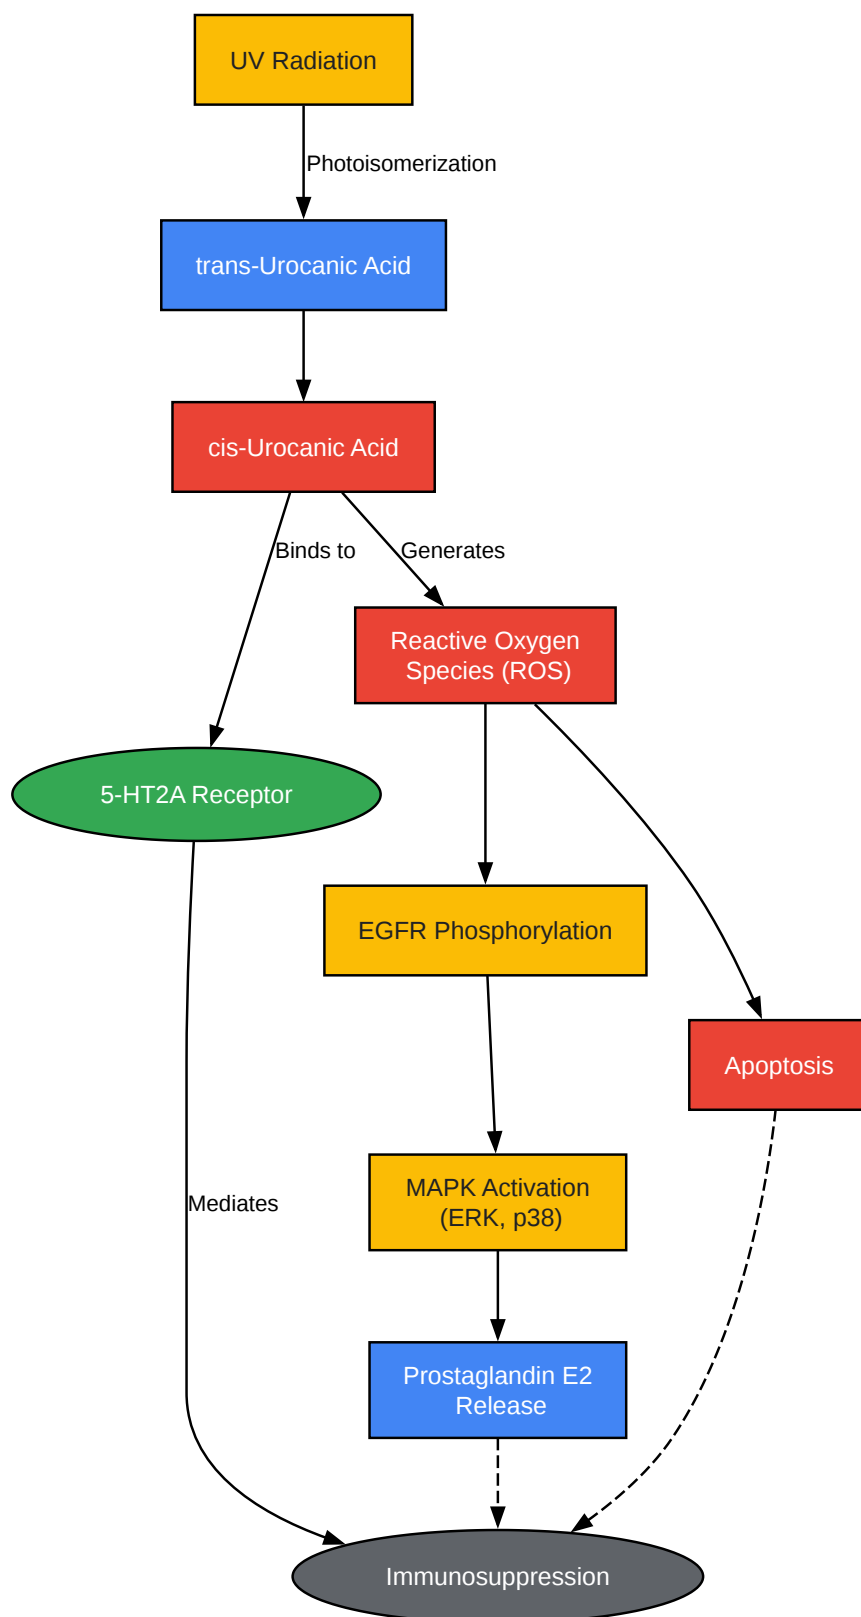 UV Radiation
Photoisomerization
trans-Urocanic Acid
cis-Urocanic Acid
Binds to
Generates
Reactive Oxygen
Species (ROS)
5-HT2A Receptor
EGFR Phosphorylation
Apoptosis
MAPK Activation
(ERK, p38)
Mediates
Prostaglandin E2
Release
Immunosuppression